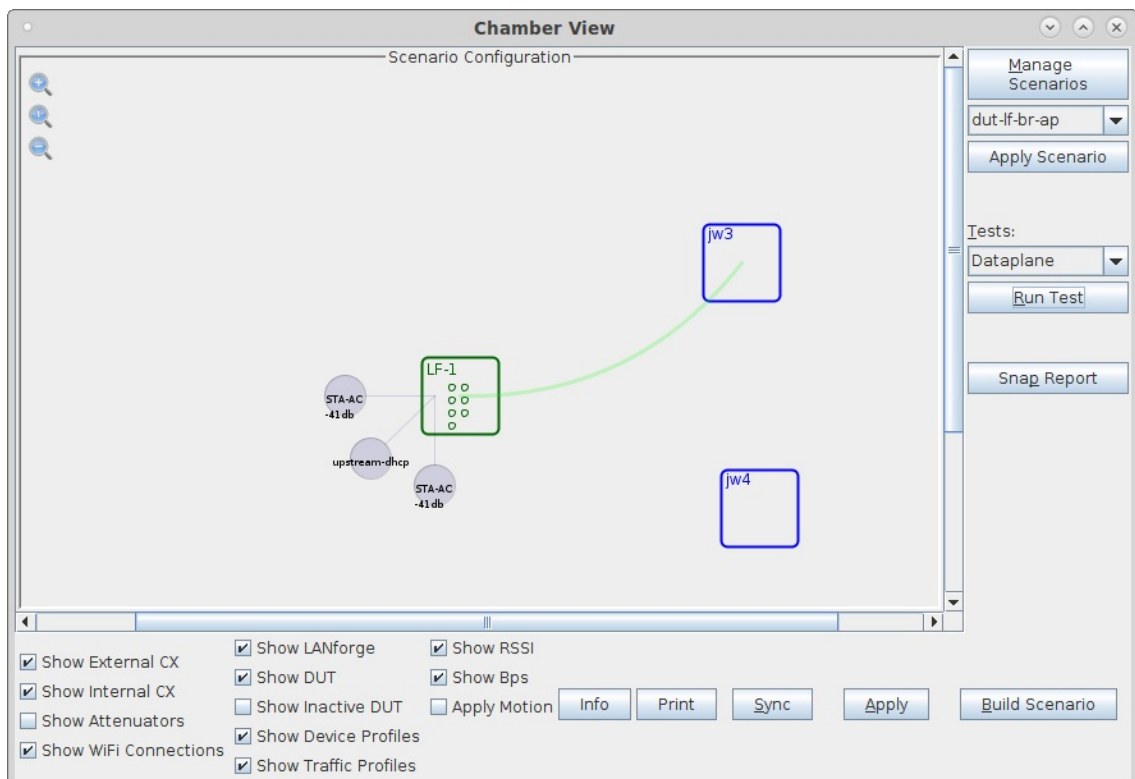 Chamber View
Scenario Configuration
Manage
Scenarios
dut-lf-br-ap
Apply Scenario
Tests:
Dataplane
Run Test
Snap Report
jw3
LF-1
STA-AC
-41db
upstream-dhcp
STA-AC
-41db
jw4
Show External CX
Show Internal CX
Show Attenuators
Show WiFi Connections
Show LANforge
Show DUT
Show Inactive DUT
Show Device Profiles
Show Traffic Profiles
Show RSSI
Show Bps
Apply Motion
Info
Print
Sync
Apply
Build Scenario